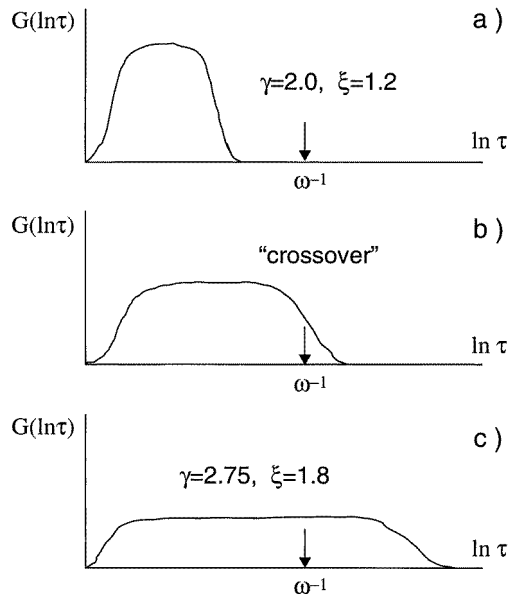 G(lnτ) a )
γ=2.0, ξ=1.2
ln τ
ω⁻¹
G(lnτ) b )
“crossover”
ln τ
ω⁻¹
G(lnτ) c )
γ=2.75, ξ=1.8
ln τ
ω⁻¹